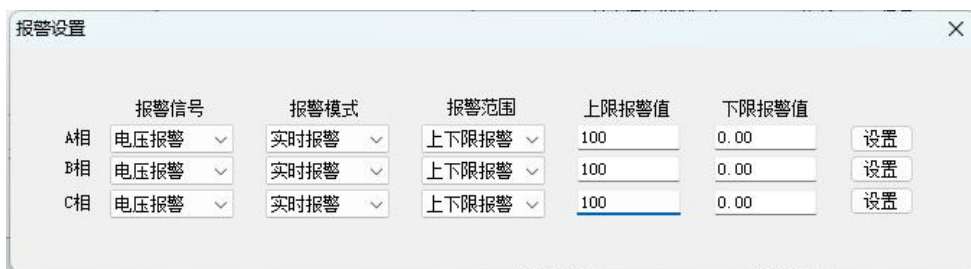 报警设置
报警信号 报警模式 报警范围 上限报警值 下限报警值
A相 电压报警 实时报警 上下限报警 100 0.00 设置
B相 电压报警 实时报警 上下限报警 100 0.00 设置
C相 电压报警 实时报警 上下限报警 100 0.00 设置